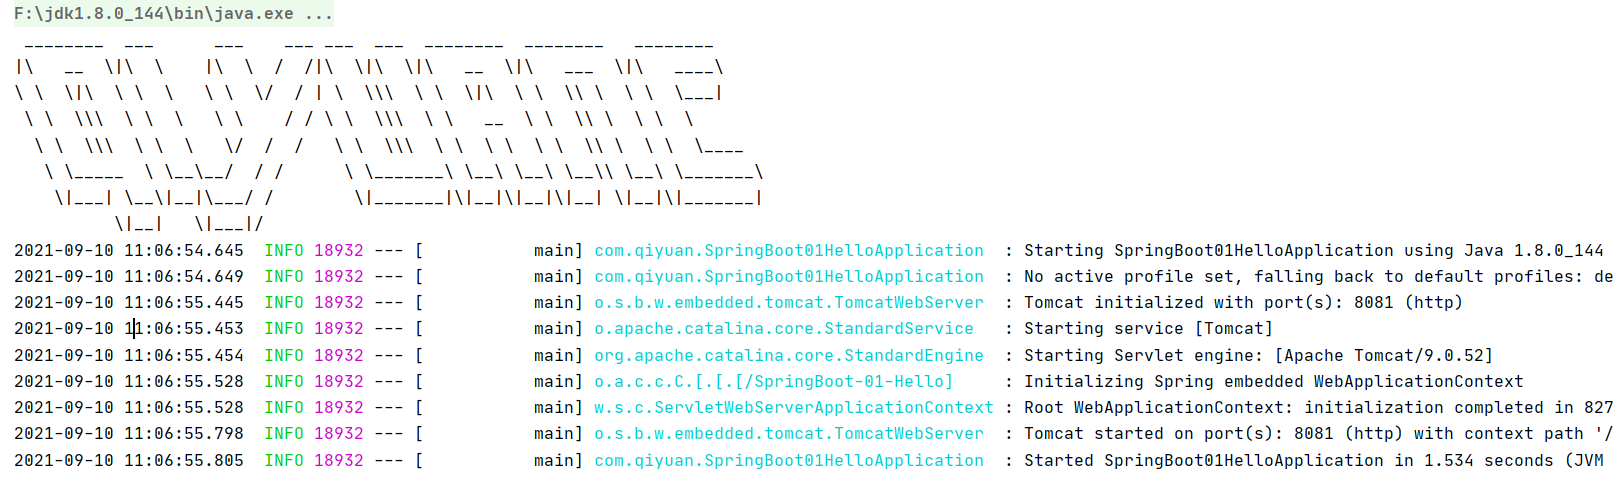 F:\jdk1.8.0_144\bin\java.exe ...
 ________  ___      ___    ___ ___  ___  ________  ________   ________
|\   __  \|\  \    |\  \  /  /|\  \|\  \|\   __  \|\   ___  \|\   ____\
\ \  \|\  \ \  \   \ \  \/  / | \  \\\  \ \  \|\  \ \  \\ \  \ \  \___|
 \ \  \\\  \ \  \   \ \    / / \ \  \\\  \ \   __  \ \  \\ \  \ \  \
  \ \  \\\  \ \  \   \/  /  /   \ \  \\\  \ \  \ \  \ \  \\ \  \ \  \____
   \ \_____  \ \__\__/  / /      \ \_______\ \__\ \__\ \__\\ \__\ \_______\
    \|___| \__\|__|\___/ /        \|_______|\|__|\|__|\|__| \|__|\|_______|
          \|__|   \|___|/
2021-09-10 11:06:54.645  INFO 18932 --- [           main] com.qiyuan.SpringBoot01HelloApplication  : Starting SpringBoot01HelloApplication using Java 1.8.0_144
2021-09-10 11:06:54.649  INFO 18932 --- [           main] com.qiyuan.SpringBoot01HelloApplication  : No active profile set, falling back to default profiles: de
2021-09-10 11:06:55.445  INFO 18932 --- [           main] o.s.b.w.embedded.tomcat.TomcatWebServer  : Tomcat initialized with port(s): 8081 (http)
2021-09-10 11:06:55.453  INFO 18932 --- [           main] o.apache.catalina.core.StandardService   : Starting service [Tomcat]
2021-09-10 11:06:55.454  INFO 18932 --- [           main] org.apache.catalina.core.StandardEngine  : Starting Servlet engine: [Apache Tomcat/9.0.52]
2021-09-10 11:06:55.528  INFO 18932 --- [           main] o.a.c.c.C.[.[.[/SpringBoot-01-Hello]     : Initializing Spring embedded WebApplicationContext
2021-09-10 11:06:55.528  INFO 18932 --- [           main] w.s.c.ServletWebServerApplicationContext : Root WebApplicationContext: initialization completed in 827
2021-09-10 11:06:55.798  INFO 18932 --- [           main] o.s.b.w.embedded.tomcat.TomcatWebServer  : Tomcat started on port(s): 8081 (http) with context path '/
2021-09-10 11:06:55.805  INFO 18932 --- [           main] com.qiyuan.SpringBoot01HelloApplication  : Started SpringBoot01HelloApplication in 1.534 seconds (JVM